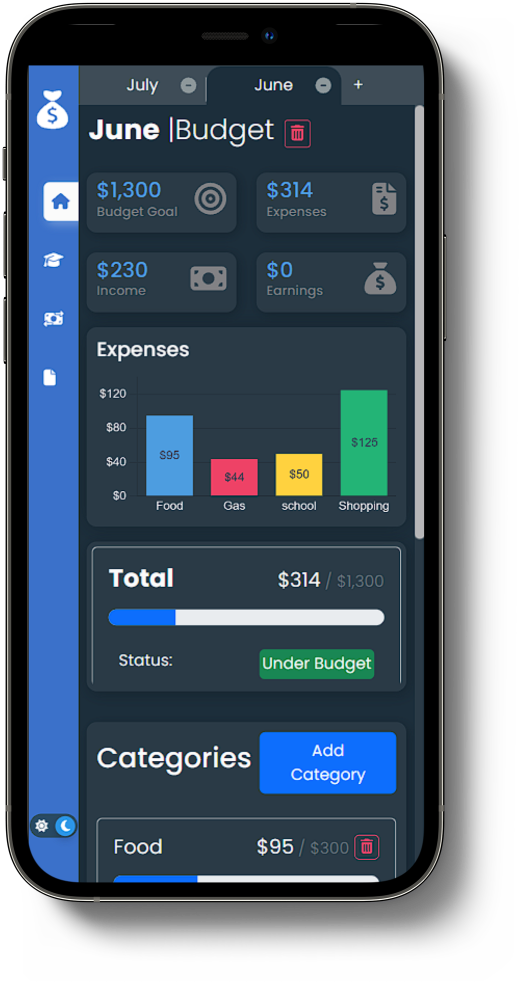 July June +
June |Budget
$1,300 $314
Budget Goal Expenses
$230 $0
Income Earnings
Expenses
$120
$80
$40
$0
$95 $44 $50 $125
Food Gas school Shopping
Total $314 / $1,300
Status: Under Budget
Categories Add
Category
Food $95 / $300